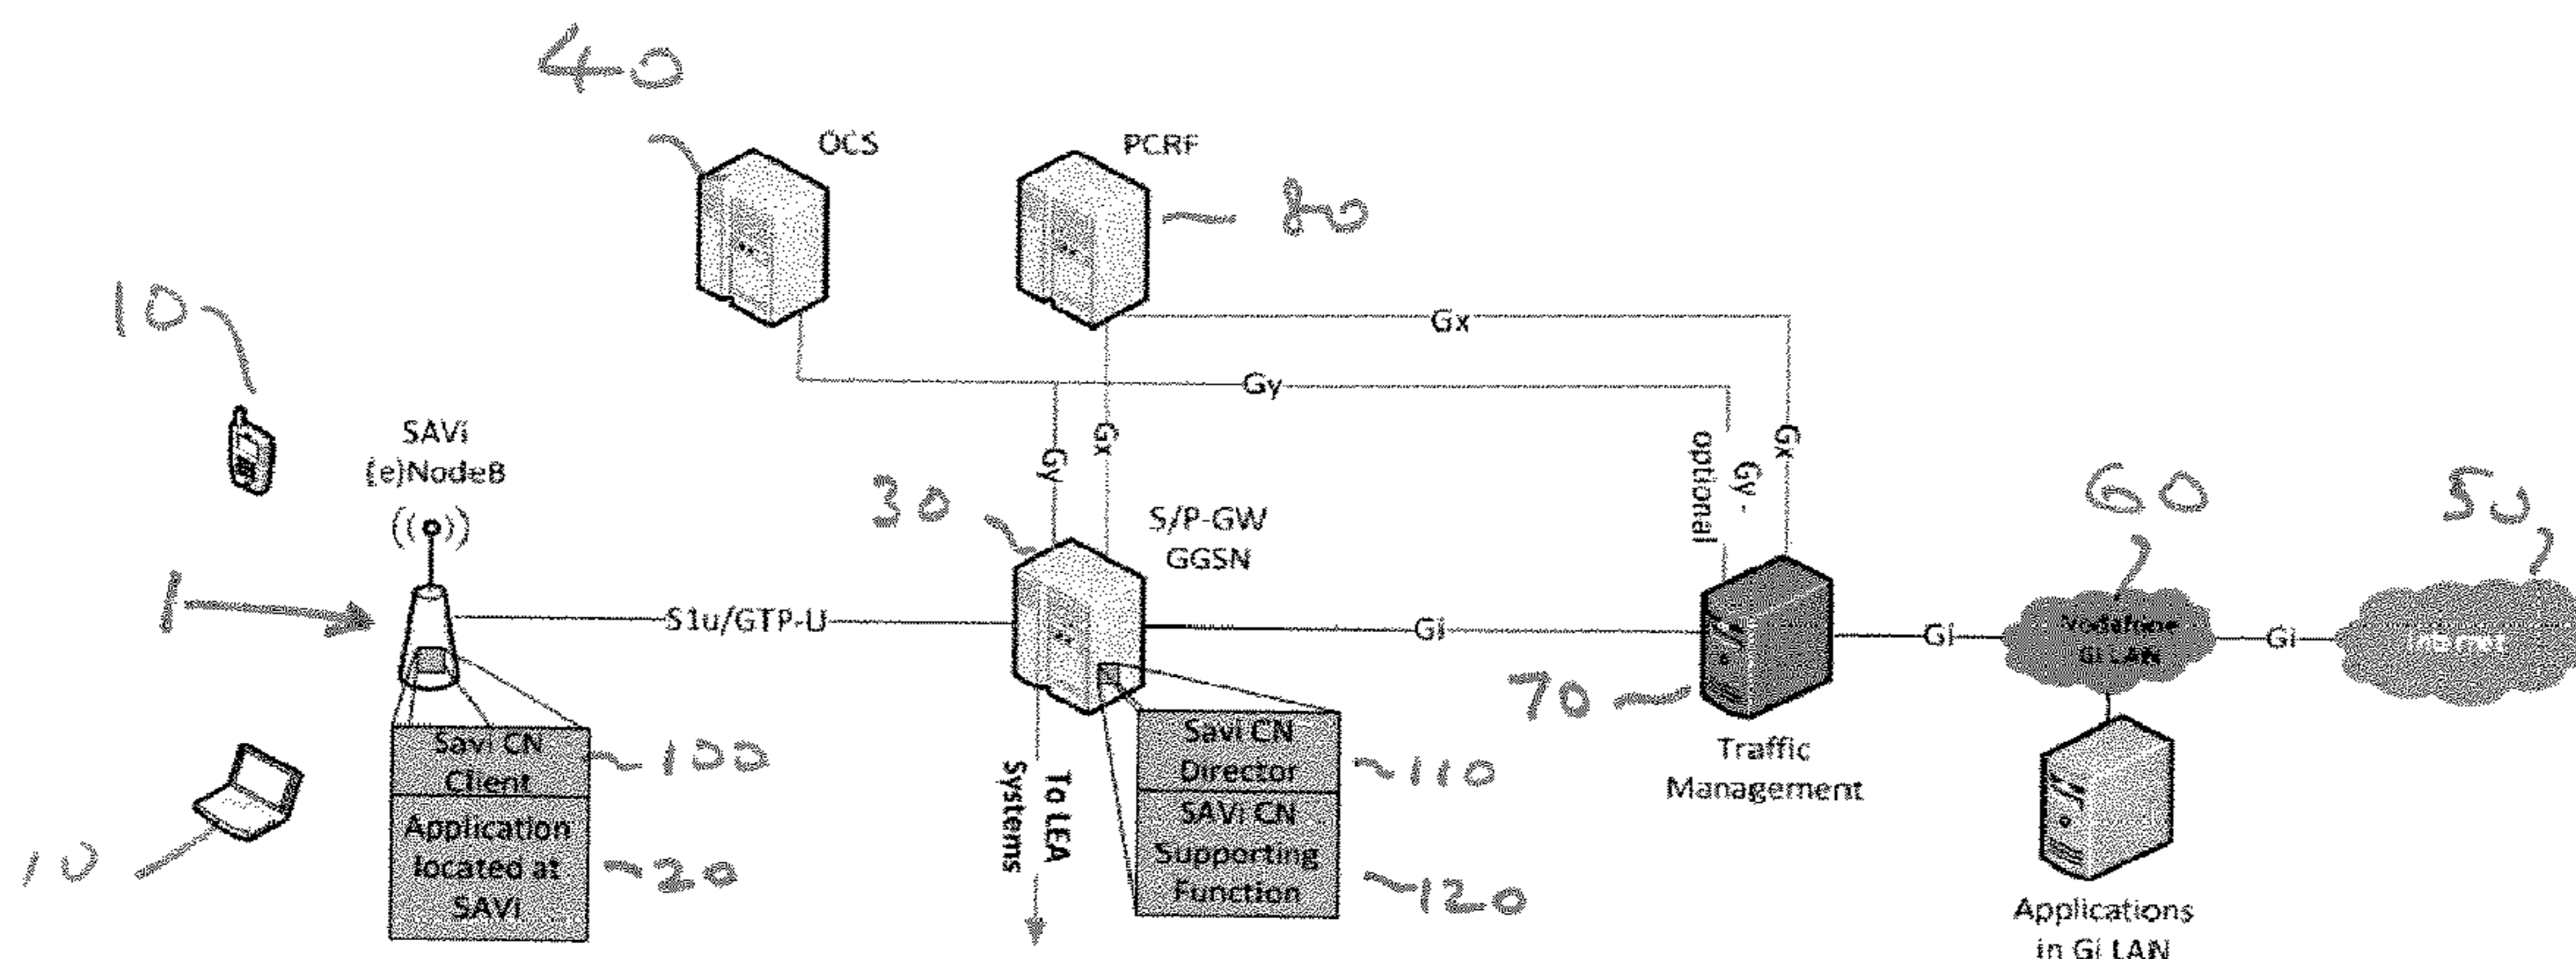 40
OCS
PCRF
80
10
Gx
Gy
SAVi
(e)NodeB
Gy
Gx
Gy -
optional
Gx
30
S/P-GW
GGSN
60
50
1
S1u/GTP-U
Gi
Gi
Vodafone
Gi LAN
Gi
Internet
70
Savi CN
Client
100
Application
located at
SAVi
20
10
To LEA
Systems
Savi CN
Director
110
SAVi CN
Supporting
Function
120
Traffic
Management
Applications
in Gi LAN